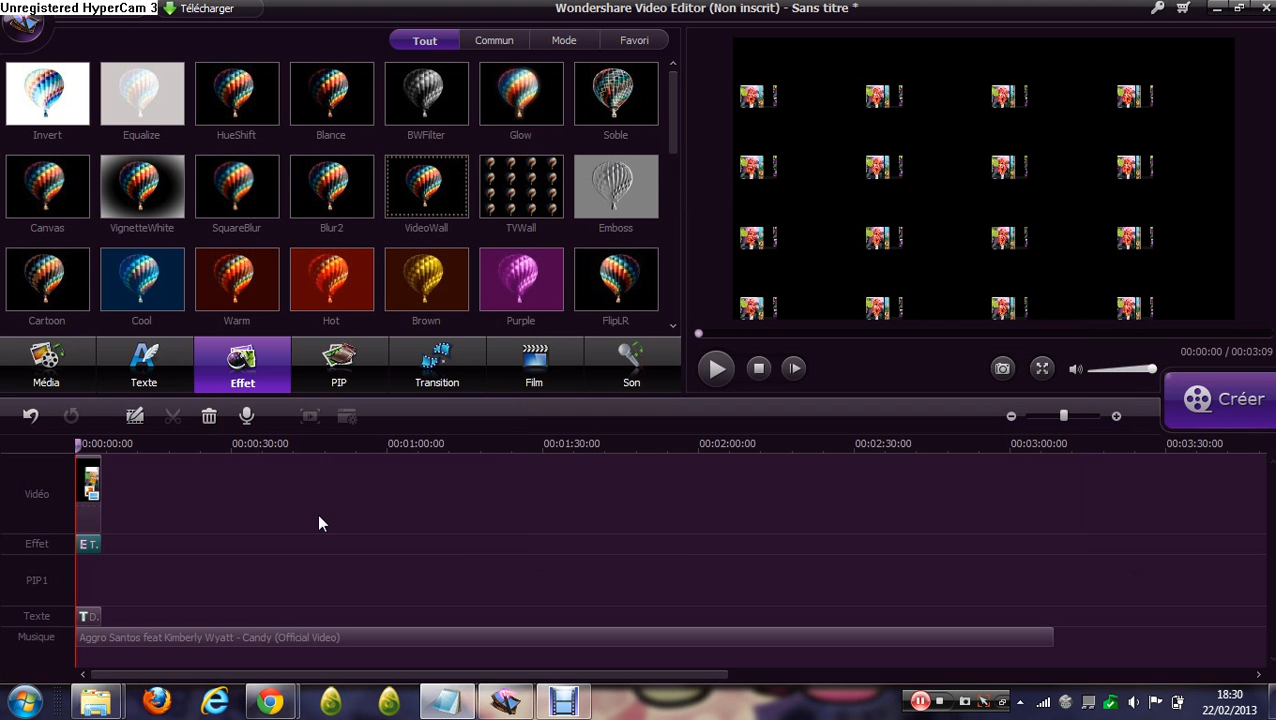 Unregistered HyperCam 3
Télécharger
Wondershare Video Editor (Non inscrit) - Sans titre *
Tout Commun Mode Favori
Invert Equalize HueShift Blance BWFilter Glow Soble
Canvas VignetteWhite SquareBlur Blur2 VideoWall TVWall Emboss
Cartoon Cool Warm Hot Brown Purple FlipLR
00:00:00 / 00:03:09
Média Texte Effet PIP Transition Film Son
Créer
00:00:00:00 00:00:30:00 00:01:00:00 00:01:30:00 00:02:00:00 00:02:30:00 00:03:00:00 00:03:30:00
Vidéo
Effet E T.
PIP1
Texte T D.
Musique Aggro Santos feat Kimberly Wyatt - Candy (Official Video)
18:30
22/02/2013